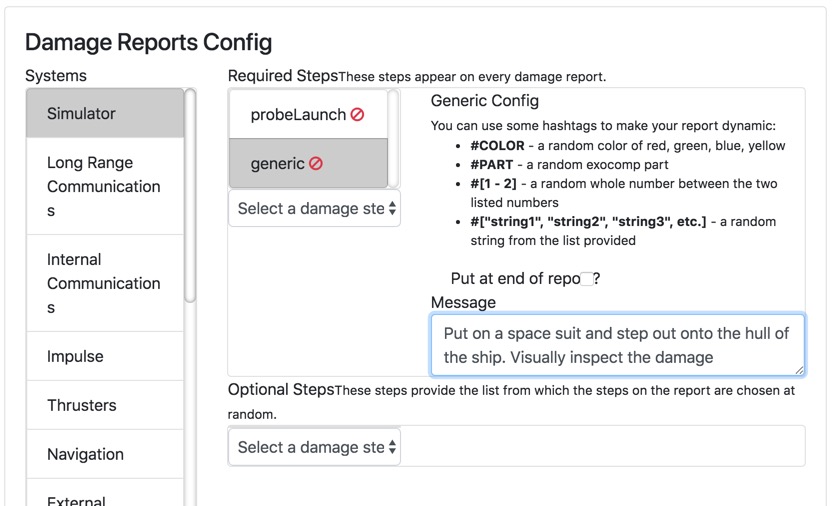 Damage Reports Config
Systems
Simulator
Long Range
Communication
s
Internal
Communication
s
Impulse
Thrusters
Navigation
External
Required StepsThese steps appear on every damage report.
probeLaunch
generic
Select a damage ste
Generic Config
You can use some hashtags to make your report dynamic:
• #COLOR - a random color of red, green, blue, yellow
• #PART - a random exocomp part
• #[1 - 2] - a random whole number between the two
listed numbers
• #["string1", "string2", "string3", etc.] - a random
string from the list provided
Put at end of repo ?
Message
Put on a space suit and step out onto the hull of
the ship. Visually inspect the damage
Optional StepsThese steps provide the list from which the steps on the report are chosen at
random.
Select a damage ste